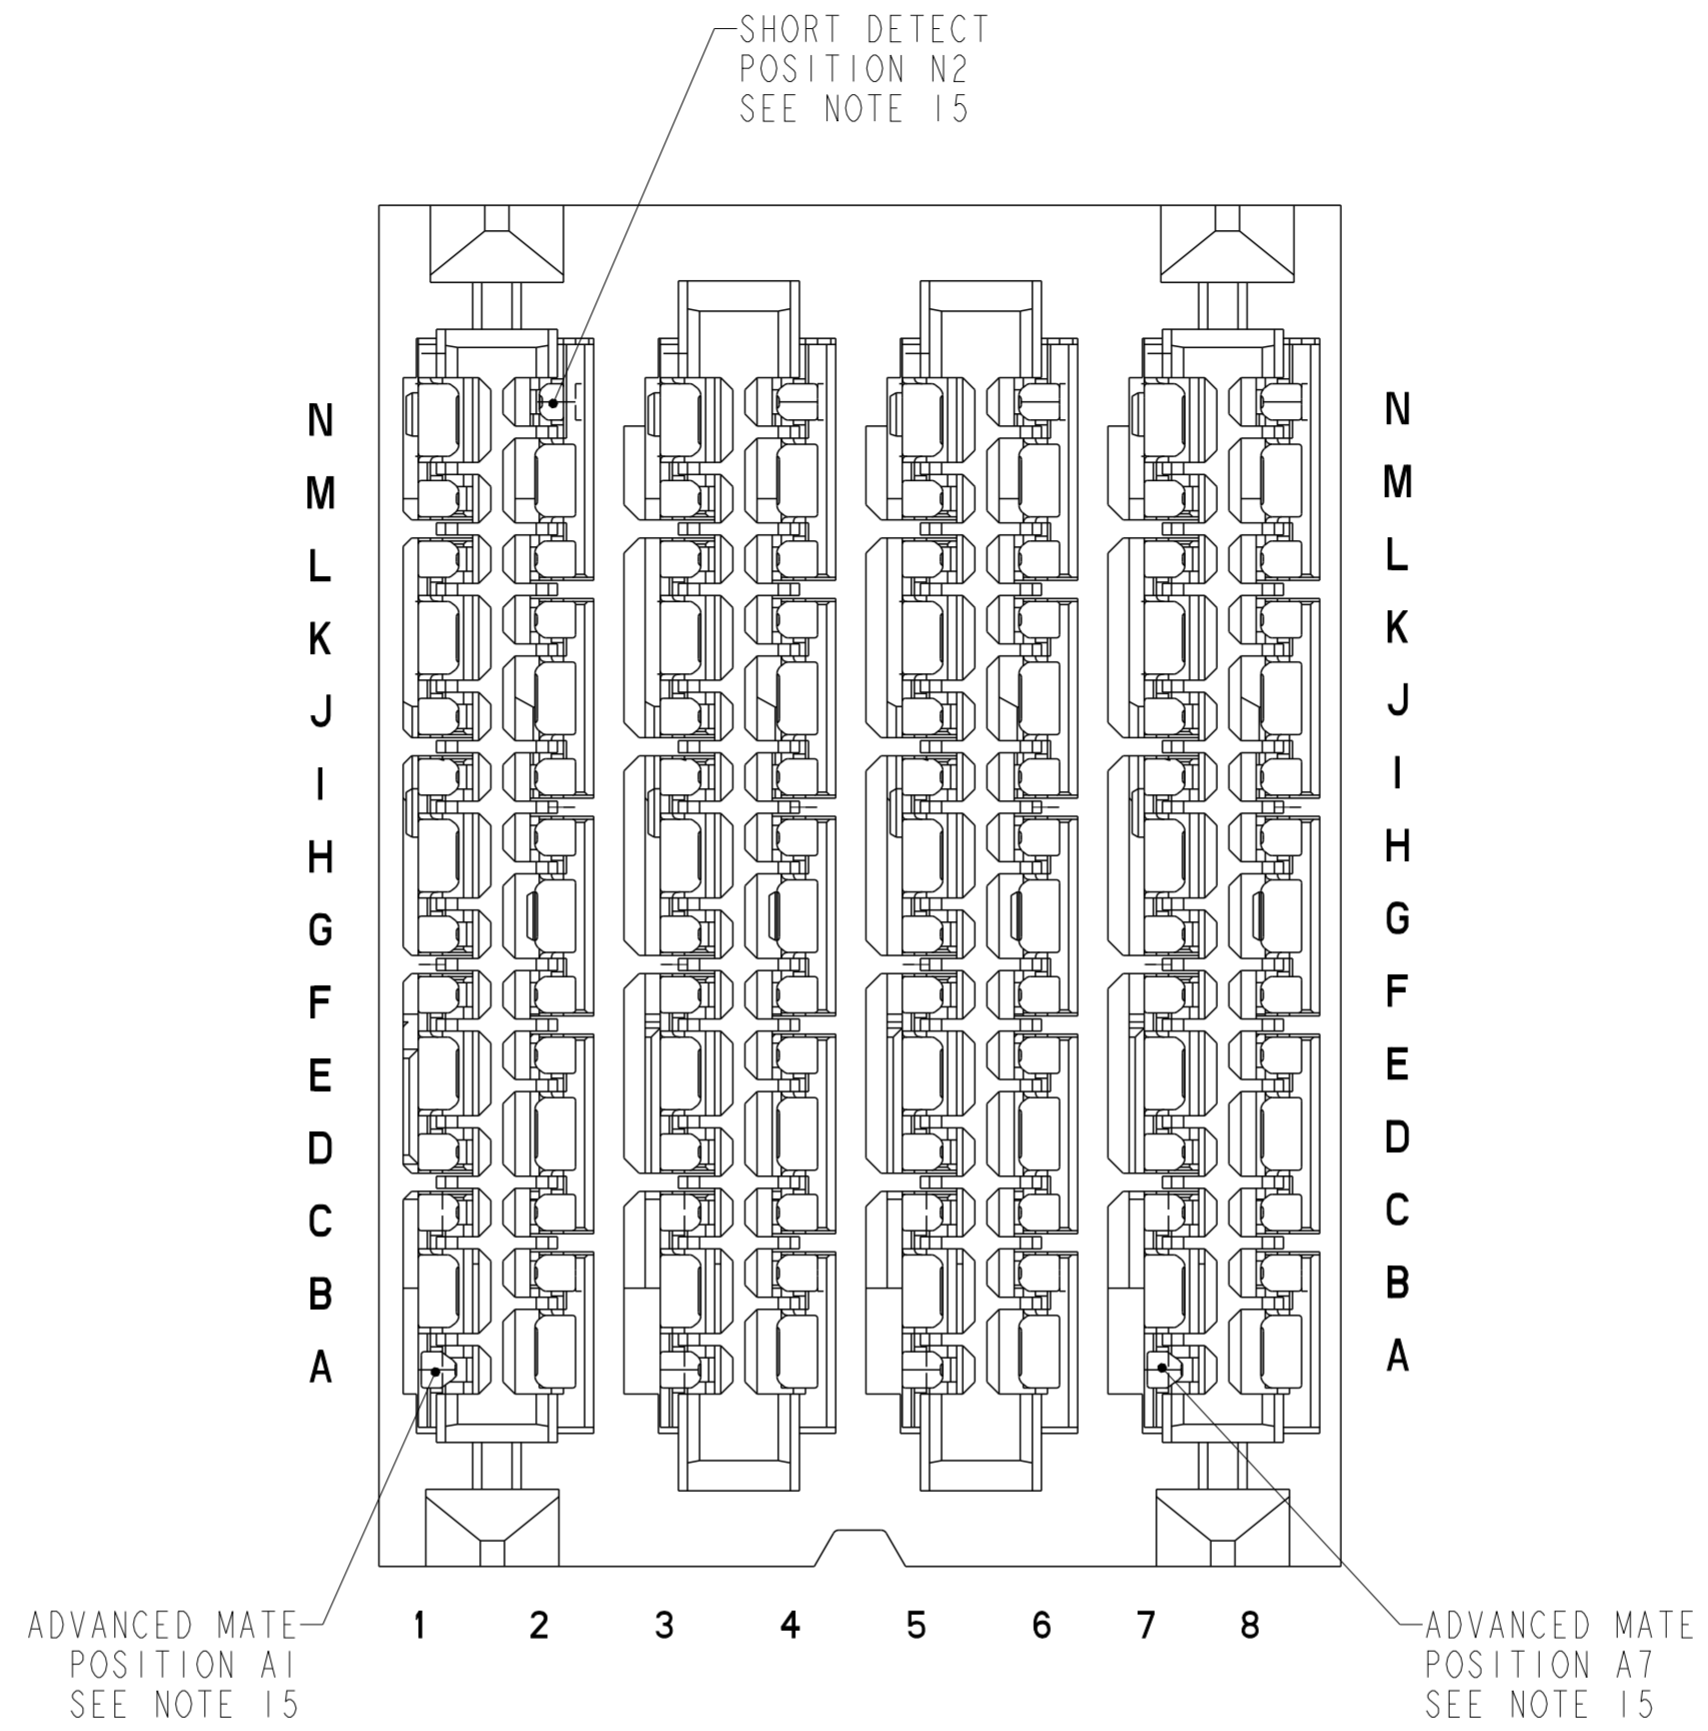 SHORT DETECT
POSITION N2
SEE NOTE 15
N N
M M
L L
K K
J J
I I
H H
G G
F F
E E
D D
C C
B B
A A
1 2 3 4 5 6 7 8
ADVANCED MATE
POSITION A1
SEE NOTE 15
ADVANCED MATE
POSITION A7
SEE NOTE 15